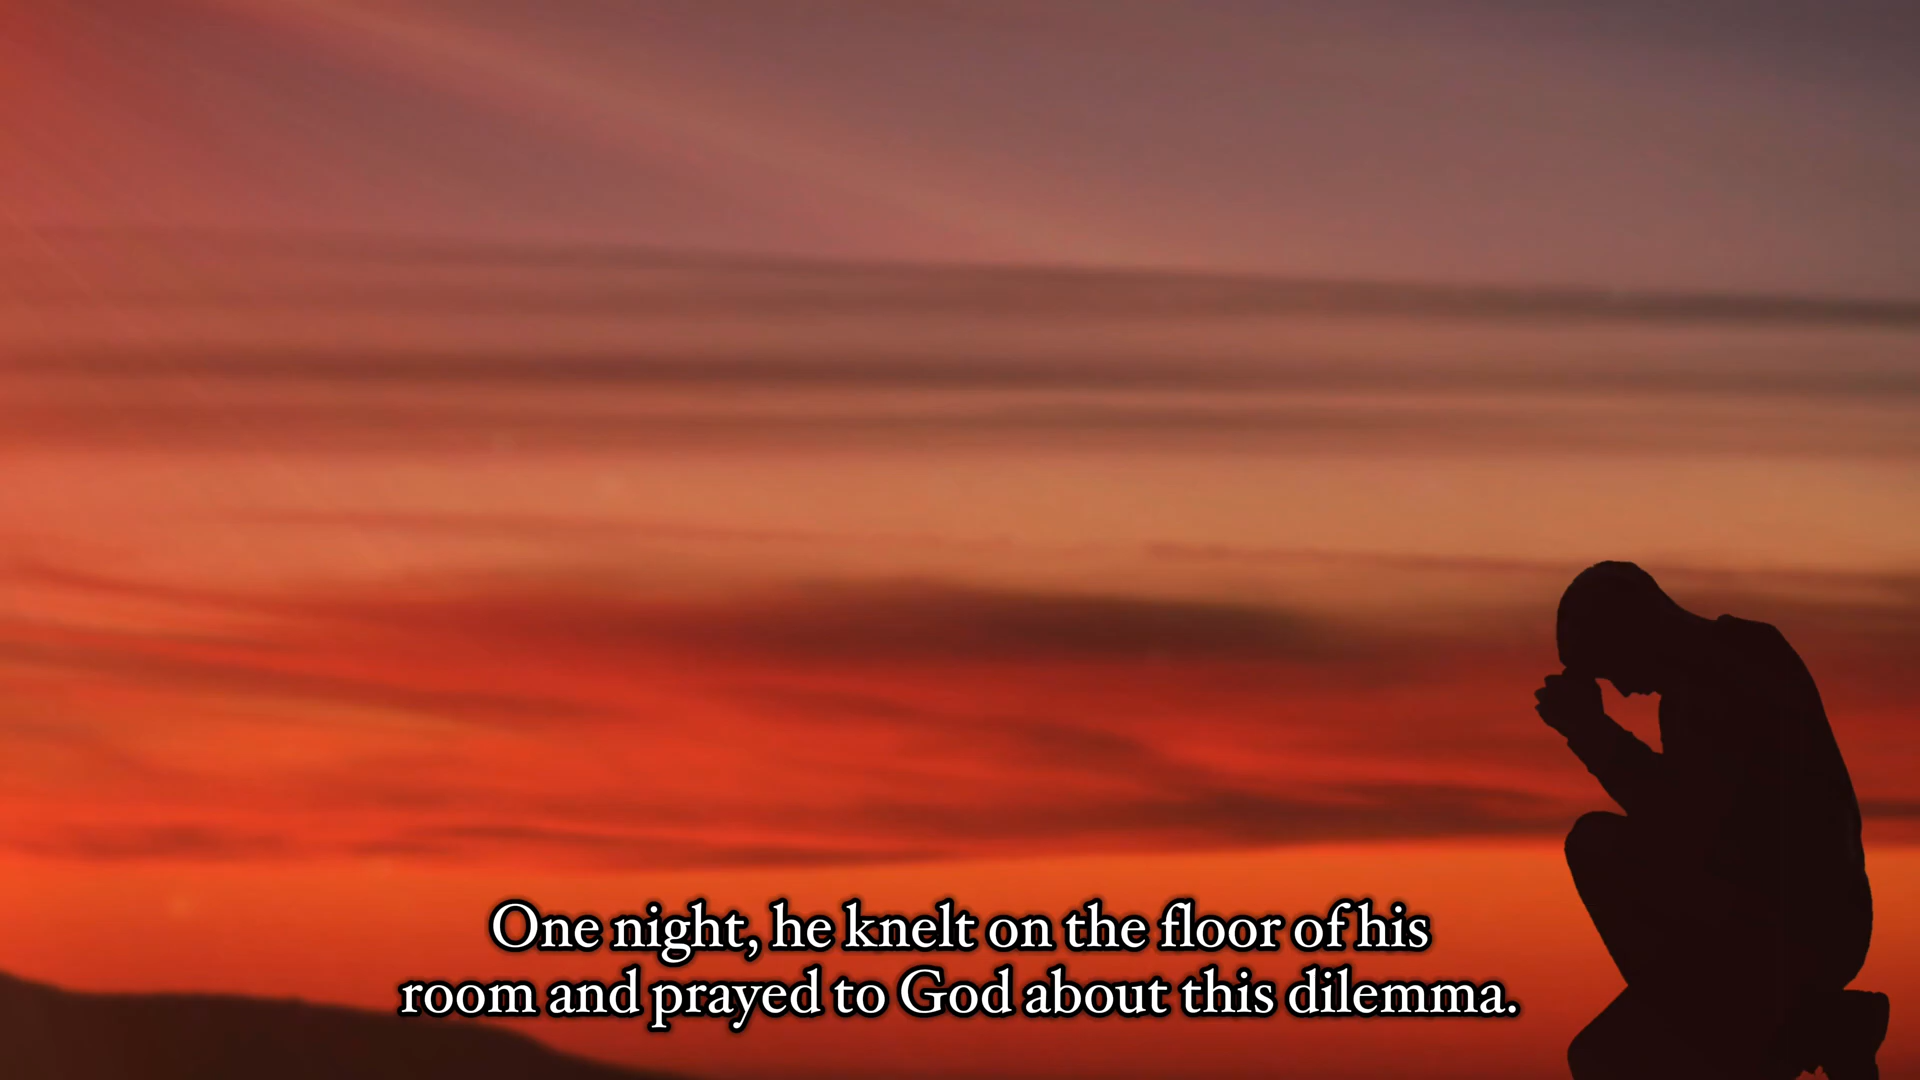 One night, he knelt on the floor of his
room and prayed to God about this dilemma.